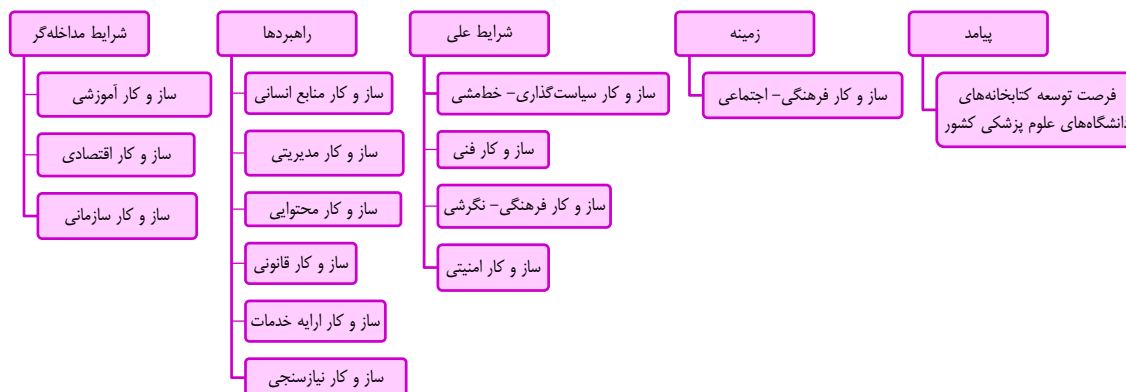 پیامد
فرصت توسعه کتابخانه‌های
دانشگاه‌های علوم پزشکی کشور
زمینه
ساز و کار فرهنگی- اجتماعی
شرایط علی
ساز و کار سیاست‌گذاری- خط‌مشی
ساز و کار فنی
ساز و کار فرهنگی- نگرشی
ساز و کار امنیتی
راهبردها
ساز و کار منابع انسانی
ساز و کار مدیریتی
ساز و کار محتوایی
ساز و کار قانونی
ساز و کار ارایه خدمات
ساز و کار نیازسنجی
شرایط مداخله‌گر
ساز و کار آموزشی
ساز و کار اقتصادی
ساز و کار سازمانی